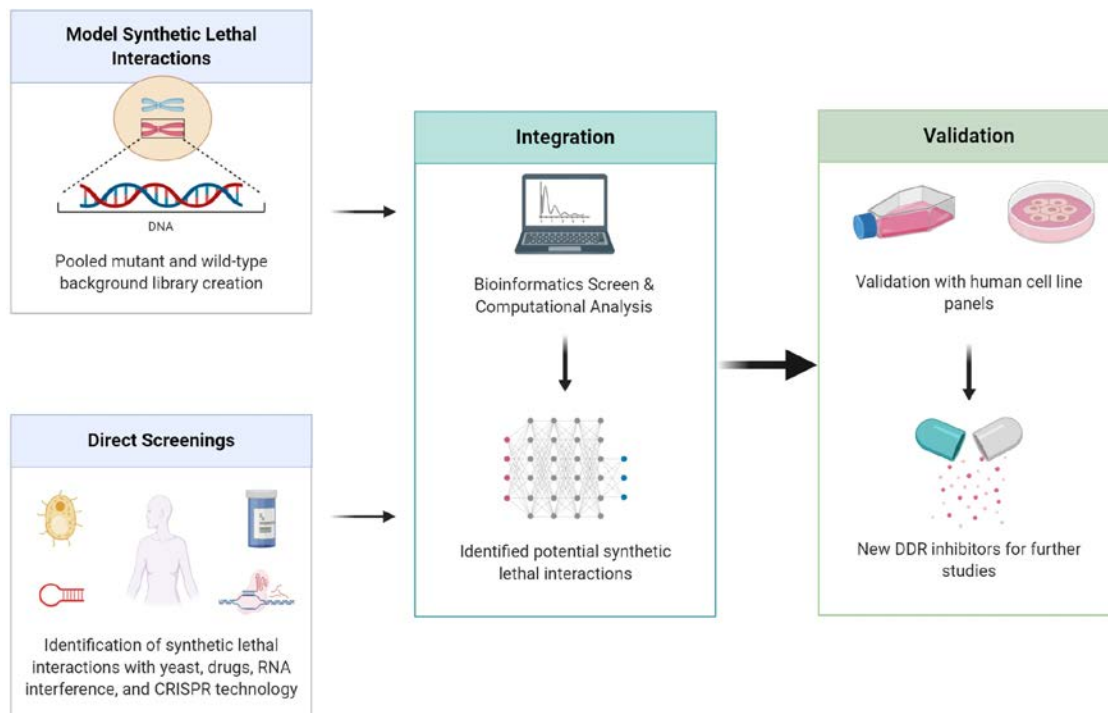 Model Synthetic Lethal
Interactions
DNA
Pooled mutant and wild-type
background library creation
Direct Screenings
Identification of synthetic lethal
interactions with yeast, drugs, RNA
interference, and CRISPR technology
Integration
Bioinformatics Screen &
Computational Analysis
Identified potential synthetic
lethal interactions
Validation
Validation with human cell line
panels
New DDR inhibitors for further
studies